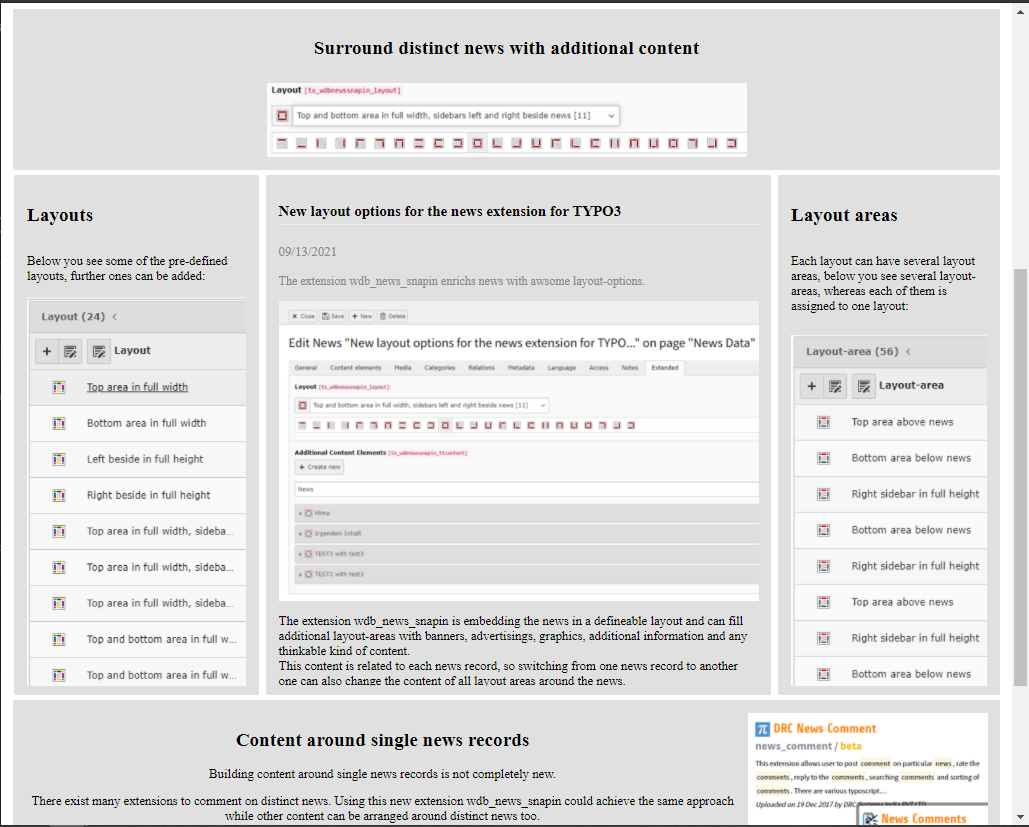 Surround distinct news with additional content
Layout [tx_wdbnewssnapin_layout]
Top and bottom area in full width, sidebars left and right beside news [11]
Layouts
Below you see some of the pre-defined
layouts, further ones can be added:
Layout (24) <
Layout
Top area in full width
Bottom area in full width
Left beside in full height
Right beside in full height
Top area in full width, sideba...
Top area in full width, sideba...
Top area in full width, sideba...
Top and bottom area in full w...
Top and bottom area in full w...
New layout options for the news extension for TYPO3
09/13/2021
The extension wdb_news_snapin enrichs news with awsome layout-options.
Close Save New Delete
Edit News "New layout options for the news extension for TYPO..." on page "News Data"
General Content elements Media Categories Relations Metadata Language Access Notes Extended
Layout [tx_wdbnewssnapin_layout]
Top and bottom area in full width, sidebars left and right beside news [11]
Additional Content Elements [tx_wdbnewssnapin_ttcontent]
+ Create new
News
Hima
Irgendein Inhalt
TEST3 with test3
TEST2 with test3
The extension wdb_news_snapin is embedding the news in a defineable layout and can fill
additional layout-areas with banners, advertisings, graphics, additional information and any
thinkable kind of content.
This content is related to each news record, so switching from one news record to another
one can also change the content of all layout areas around the news.
Layout areas
Each layout can have several layout
areas, below you see several layout-
areas, whereas each of them is
assigned to one layout:
Layout-area (56) <
Layout-area
Top area above news
Bottom area below news
Right sidebar in full height
Bottom area below news
Right sidebar in full height
Top area above news
Right sidebar in full height
Bottom area below news
Content around single news records
Building content around single news records is not completely new.
There exist many extensions to comment on distinct news. Using this new extension wdb_news_snapin could achieve the same approach
while other content can be arranged around distinct news too.
DRC News Comment
news_comment / beta
This extension allows user to post comment on particular news, rate the
comments, reply to the comments, searching comments and sorting of
comments. There are various typoscript...
Uploaded on 19 Dec 2017 by DRC Systems India PVT LTD
News Comments